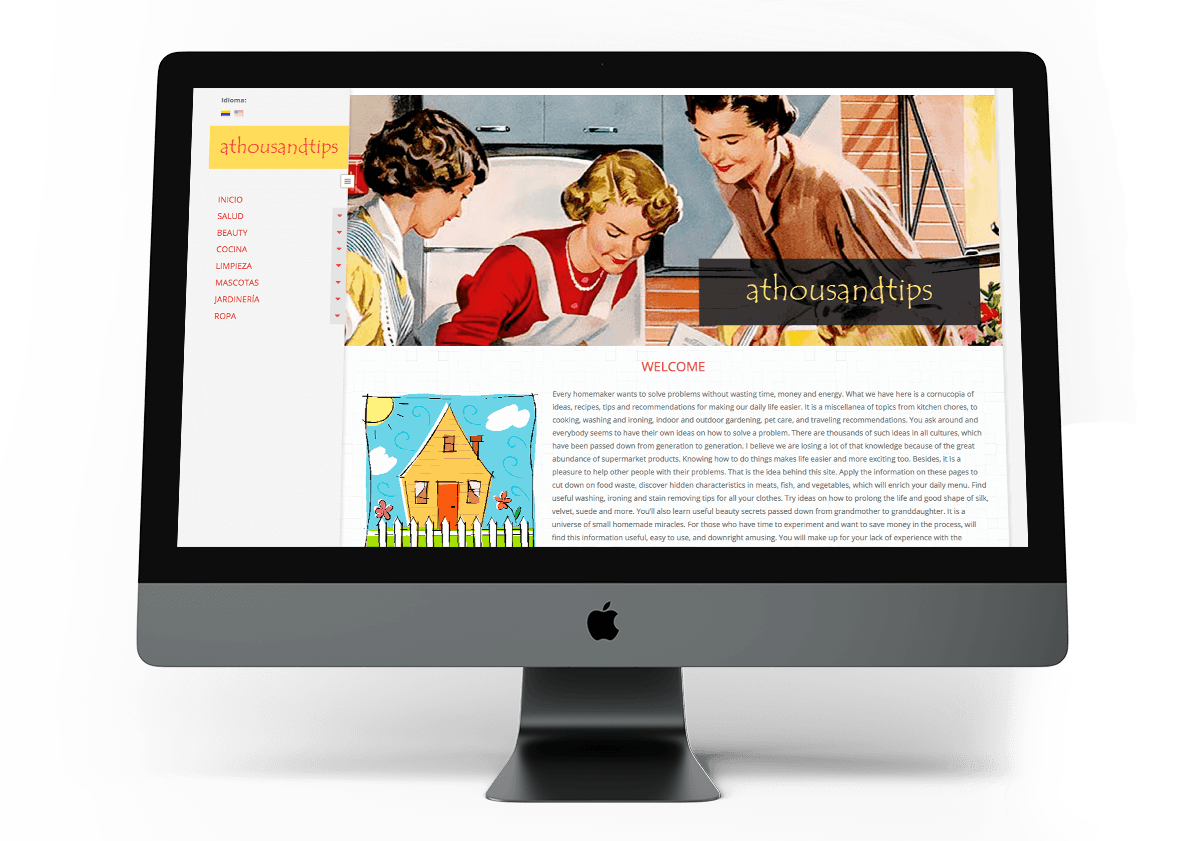 Idioma:
athousandtips
INICIO
SALUD
BEAUTY
COCINA
LIMPIEZA
MASCOTAS
JARDINERÍA
ROPA
athousandtips
WELCOME
Every homemaker wants to solve problems without wasting time, money and energy. What we have here is a cornucopia of
ideas, recipes, tips and recommendations for making our daily life easier. It is a miscellanea of topics from kitchen chores, to
cooking, washing and ironing, indoor and outdoor gardening, pet care, and traveling recommendations. You ask around and
everybody seems to have their own ideas on how to solve a problem. There are thousands of such ideas in all cultures, which
have been passed down from generation to generation. I believe we are losing a lot of that knowledge because of the great
abundance of supermarket products. Knowing how to do things makes life easier and more exciting too. Besides, it is a
pleasure to help other people with their problems. That is the idea behind this site. Apply the information on these pages to
cut down on food waste, discover hidden characteristics in meats, fish, and vegetables, which will enrich your daily menu. Find
useful washing, ironing and stain removing tips for all your clothes. Try ideas on how to prolong the life and good shape of silk,
velvet, suede and more. You'll also learn useful beauty secrets passed down from grandmother to granddaughter. It is a
universe of small homemade miracles. For those who have time to experiment and want to save money in the process, will
find this information useful, easy to use, and downright amusing. You will make up for your lack of experience with the